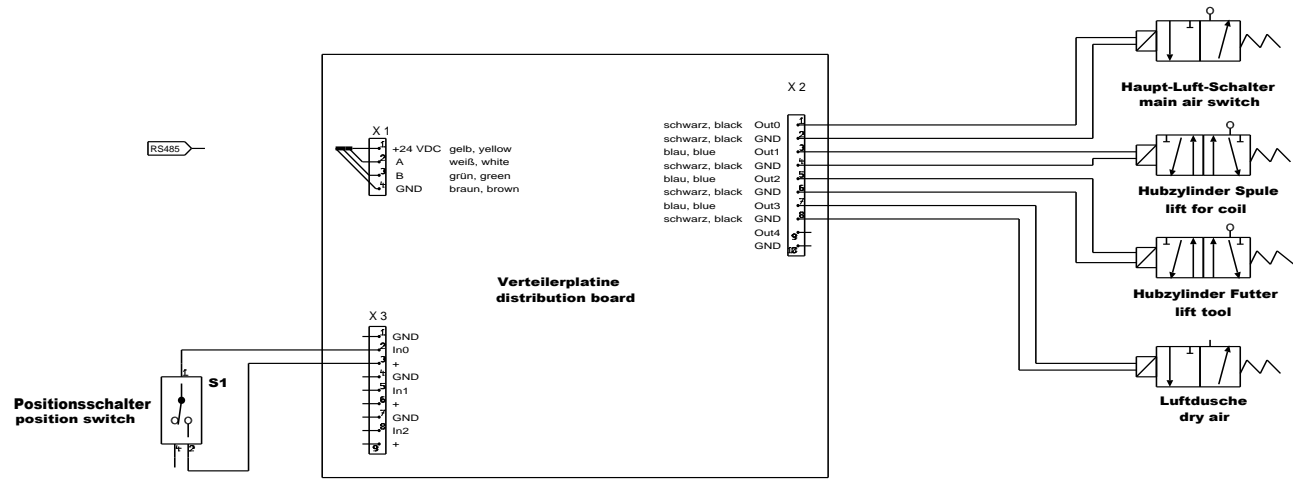 RS485
X 1
1 +24 VDC gelb, yellow
2 A weiß, white
3 B grün, green
4 GND braun, brown
X 2
schwarz, black Out0 1
schwarz, black GND 2
blau, blue Out1 3
schwarz, black GND 4
blau, blue Out2 5
schwarz, black GND 6
blau, blue Out3 7
schwarz, black GND 8
Out4 9
GND 10
Verteilerplatine
distribution board
X 3
1 GND
2 In0
3 +
4 GND
5 In1
6 +
7 GND
8 In2
9 +
Positionsschalter
position switch
S1
1
4 2
Haupt-Luft-Schalter
main air switch
Hubzylinder Spule
lift for coil
Hubzylinder Futter
lift tool
Luftdusche
dry air